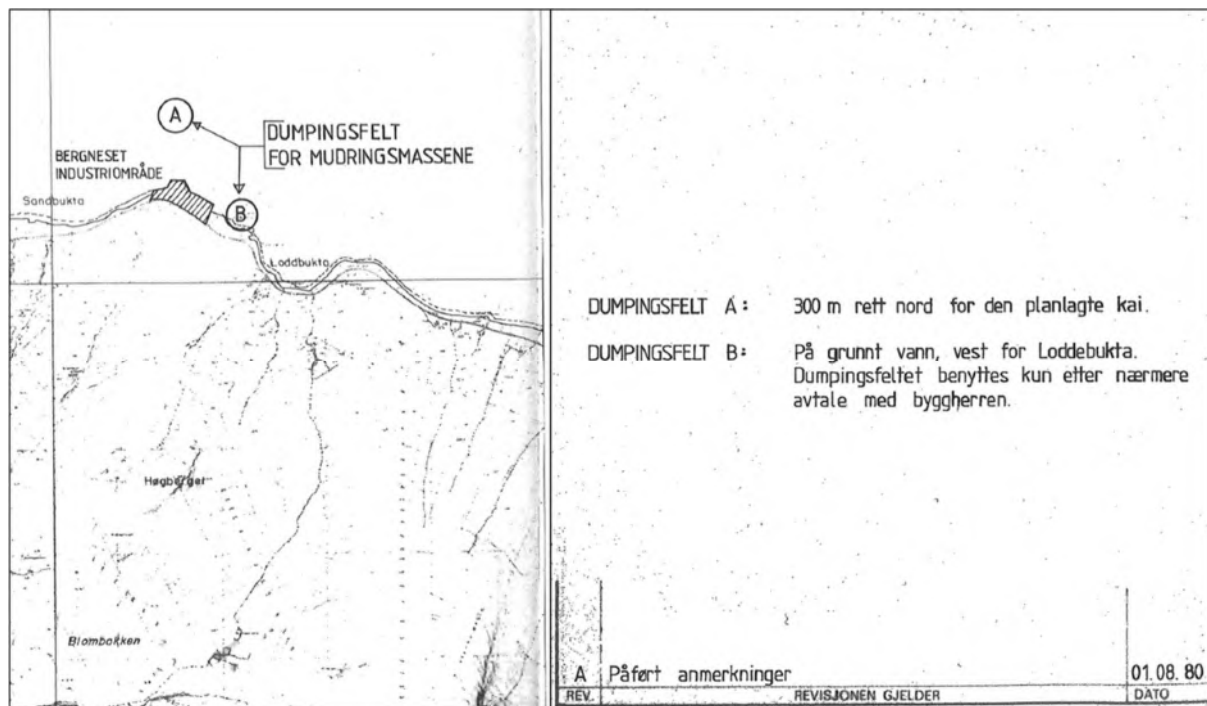 A
DUMPINGSFELT
FOR MUDRINGSMASSENE
BERGNESET
INDUSTRIOMRÅDE
Sandbukta
B
Loddbukta
Høgberget
Blombakken
DUMPINGSFELT A: 300 m rett nord for den planlagte kai.
DUMPINGSFELT B: På grunnt vann, vest for Loddebukta.
Dumpingsfeltet benyttes kun etter nærmere
avtale med byggherren.
A Påført anmerkninger 01.08.80
REV. REVISJONEN GJELDER DATO